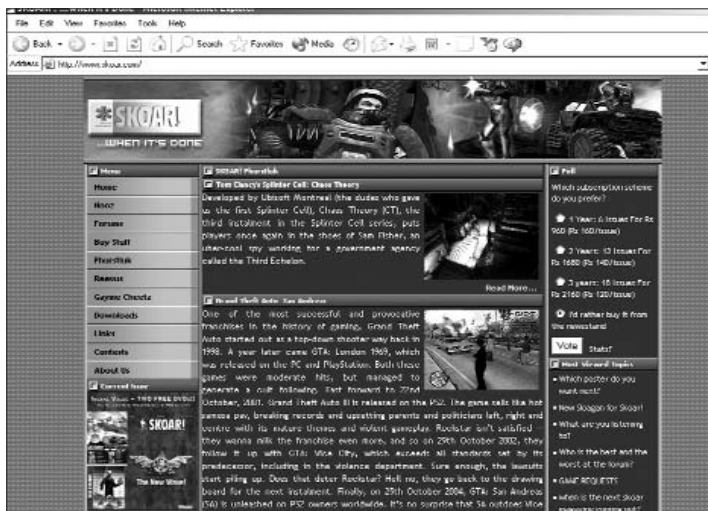 SKOAR! ...when it's Done - Microsoft Internet Explorer
File Edit View Favorites Tools Help
Back Search Favorites Media
Address http://www.skoar.com/
SKOAR!
...WHEN IT'S DONE
Menu
Home
Forums
Buy Stuff
Phurstluk
Gayme Cheets
Downloads
Links
Contents
About Us
Current Issue
TWO FREE DVDs!
SKOAR!
The New Wave!
SKOAR! Phurstluk
Tom Clancy's Splinter Cell: Chaos Theory
Developed by Ubisoft Montreal (the dudes who gave
us the first Splinter Cell), Chaos Theory (CT), the
third instalment in the Splinter Cell series, puts
players once again in the shoes of Sam Fisher, an
uber-cool spy working for a government agency
called the Third Echelon.
Read More...
Grand Theft Auto: San Andreas
One of the most successful and provocative
franchises in the history of gaming, Grand Theft
Auto started out as a top-down shooter way back in
1998. A year later came GTA: London 1969, which
was released on the PC and PlayStation. Both these
games were moderate hits, but managed to
generate a cult following. Fast forward to 22nd
October, 2001. Grand Theft Auto III is released on the PS2. The game sells like hot
samosa pav, breaking records and upsetting parents and politicians left, right and
centre with its mature themes and violent gameplay. Rockstar isn't satisfied –
they wanna milk the franchise even more, and so on 29th October 2002, they
follow it up with GTA: Vice City, which exceeds all standards set by its
predecessor, including in the violence department. Sure enough, the lawsuits
start piling up. Does that deter Rockstar? Hell no, they go back to the drawing
board for the next instalment. Finally, on 25th October 2004, GTA: San Andreas
(SA) is unleashed on PS2 owners worldwide. It's no surprise that SA outdoes Vice
Poll
Which subscription scheme
do you prefer?
1 Year: 6 Issues For Rs
960 (Rs 160/issue)
2 Years: 12 Issues For
Rs 1680 (Rs 140/issue)
3 years: 18 Issues For
Rs 2160 (Rs 120/issue)
I'd rather buy it from
the newsstand
Vote Stats?
Most Viewed Topics
Which poster do you
want next?
New Sloagan for Skoar!
What are you listening
to?
Who is the best and the
worst at the forum?
GAME REQUESTS
when is the next skoar